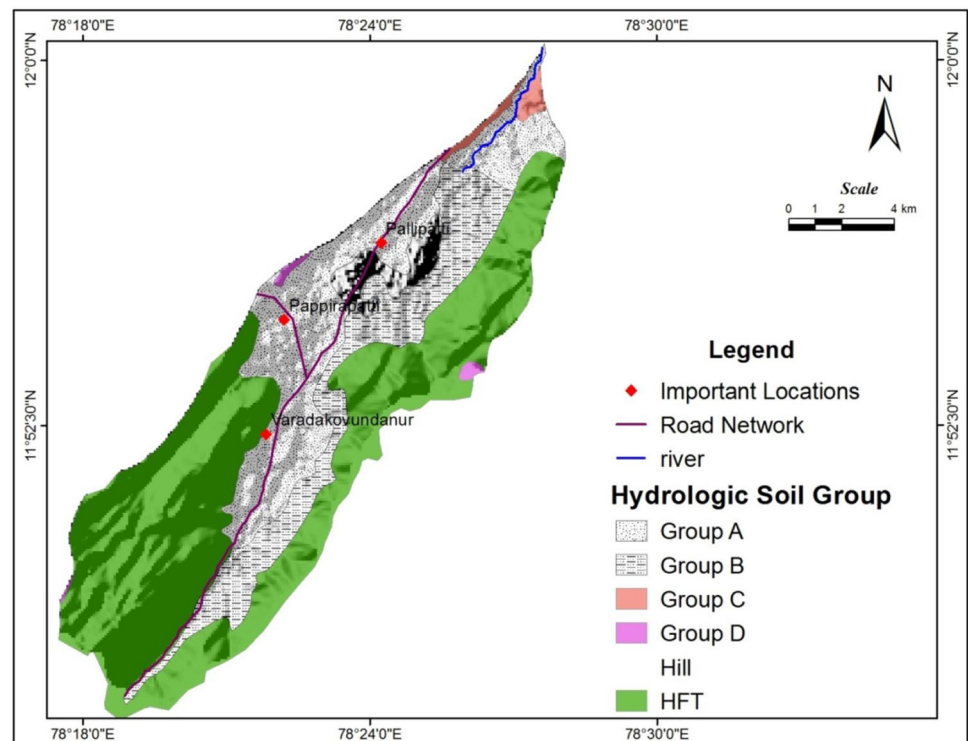 78°18'0"E 78°24'0"E 78°30'0"E
12°0'0"N
12°0'0"N
N
Scale
0 1 2 4 km
Pallipatti
Pappirapatti
Varadakovundanur
11°52'30"N
11°52'30"N
Legend
Important Locations
Road Network
river
Hydrologic Soil Group
Group A
Group B
Group C
Group D
Hill
HFT
78°18'0"E 78°24'0"E 78°30'0"E